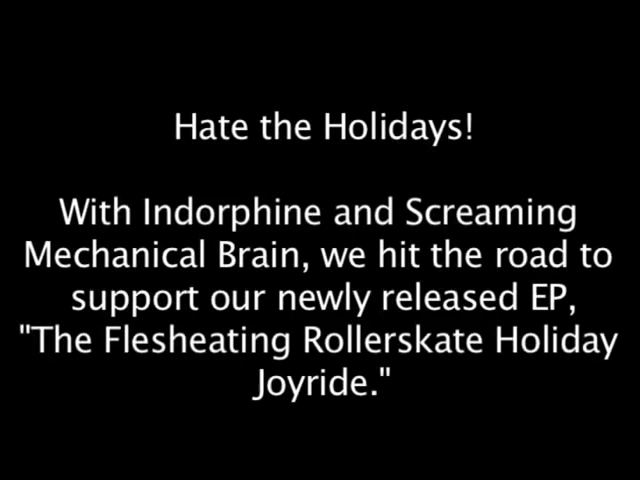 Hate the Holidays!
With Indorphine and Screaming
Mechanical Brain, we hit the road to
support our newly released EP,
"The Flesheating Rollerskate Holiday
Joyride."